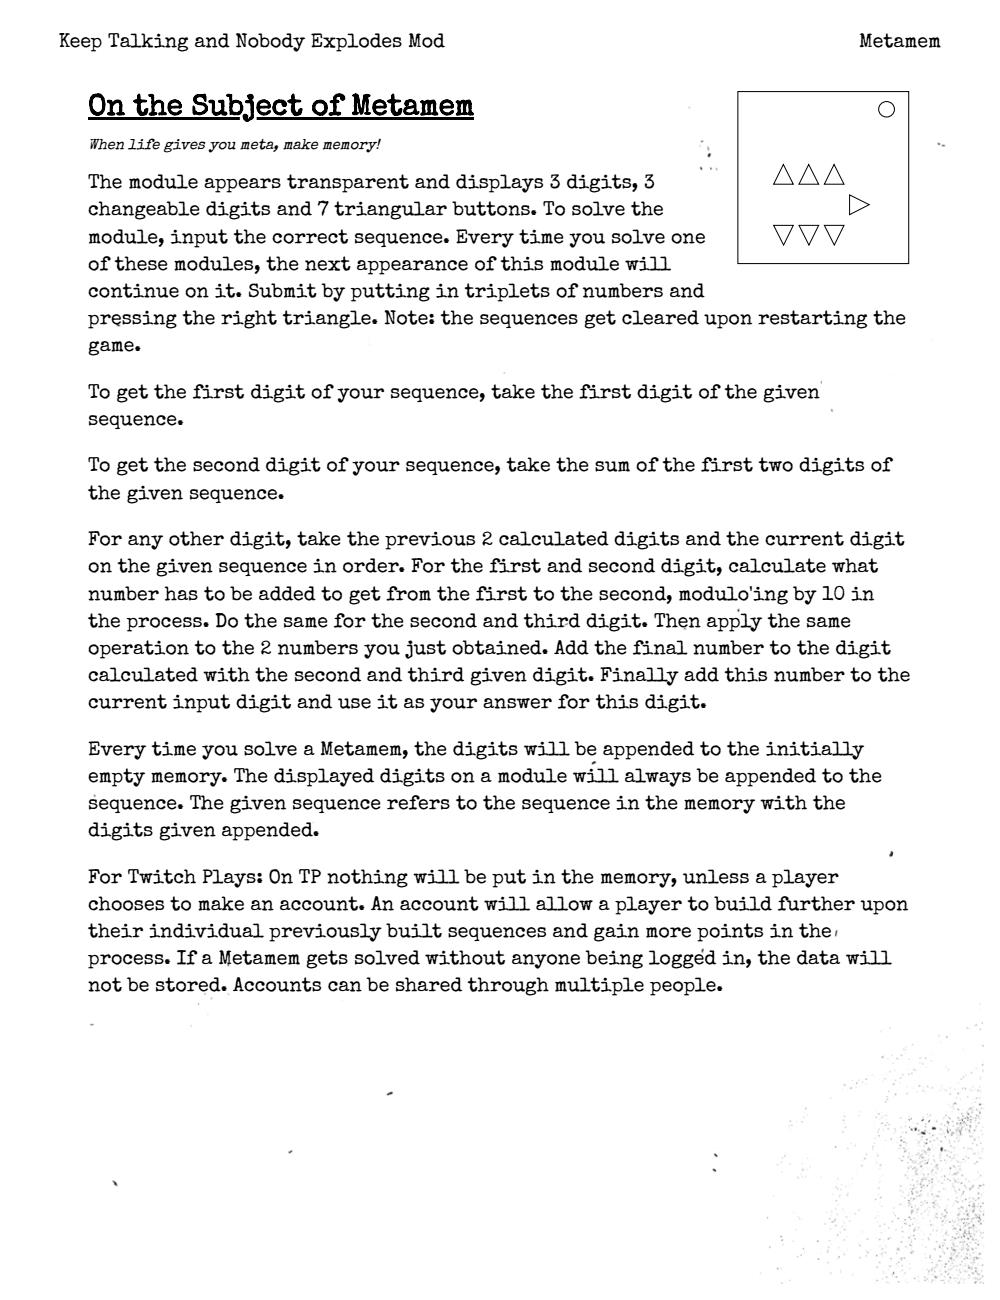 Keep Talking and Nobody Explodes Mod
Metamem
On the Subject of Metamem
When life gives you meta, make memory!
The module appears transparent and displays 3 digits, 3
changeable digits and 7 triangular buttons. To solve the
module, input the correct sequence. Every time you solve one
of these modules, the next appearance of this module will
continue on it. Submit by putting in triplets of numbers and
pressing the right triangle. Note: the sequences get cleared upon restarting the
game.
To get the first digit of your sequence, take the first digit of the given
sequence.
To get the second digit of your sequence, take the sum of the first two digits of
the given sequence.
For any other digit, take the previous 2 calculated digits and the current digit
on the given sequence in order. For the first and second digit, calculate what
number has to be added to get from the first to the second, modulo'ing by 10 in
the process. Do the same for the second and third digit. Then apply the same
operation to the 2 numbers you just obtained. Add the final number to the digit
calculated with the second and third given digit. Finally add this number to the
current input digit and use it as your answer for this digit.
Every time you solve a Metamem, the digits will be appended to the initially
empty memory. The displayed digits on a module will always be appended to the
sequence. The given sequence refers to the sequence in the memory with the
digits given appended.
For Twitch Plays: On TP nothing will be put in the memory, unless a player
chooses to make an account. An account will allow a player to build further upon
their individual previously built sequences and gain more points in the
process. If a Metamem gets solved without anyone being logged in, the data will
not be stored. Accounts can be shared through multiple people.